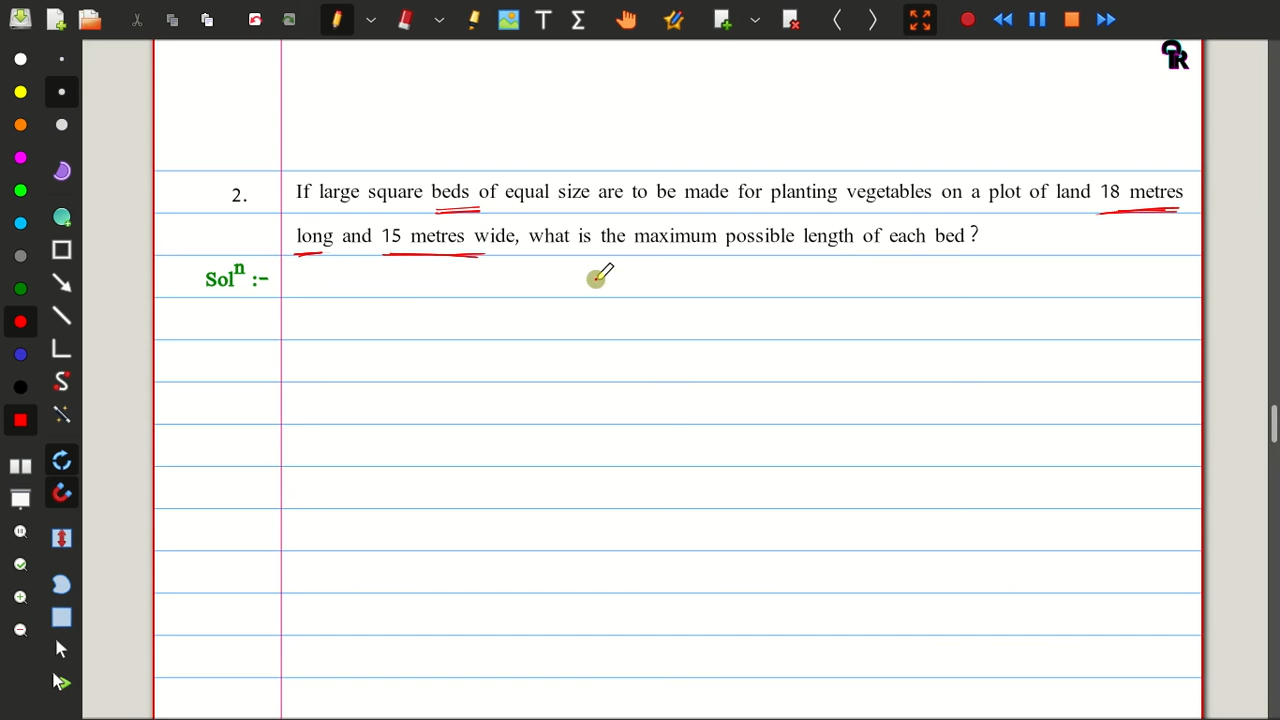 2. If large square beds of equal size are to be made for planting vegetables on a plot of land 18 metres
long and 15 metres wide, what is the maximum possible length of each bed ?
Solⁿ :-